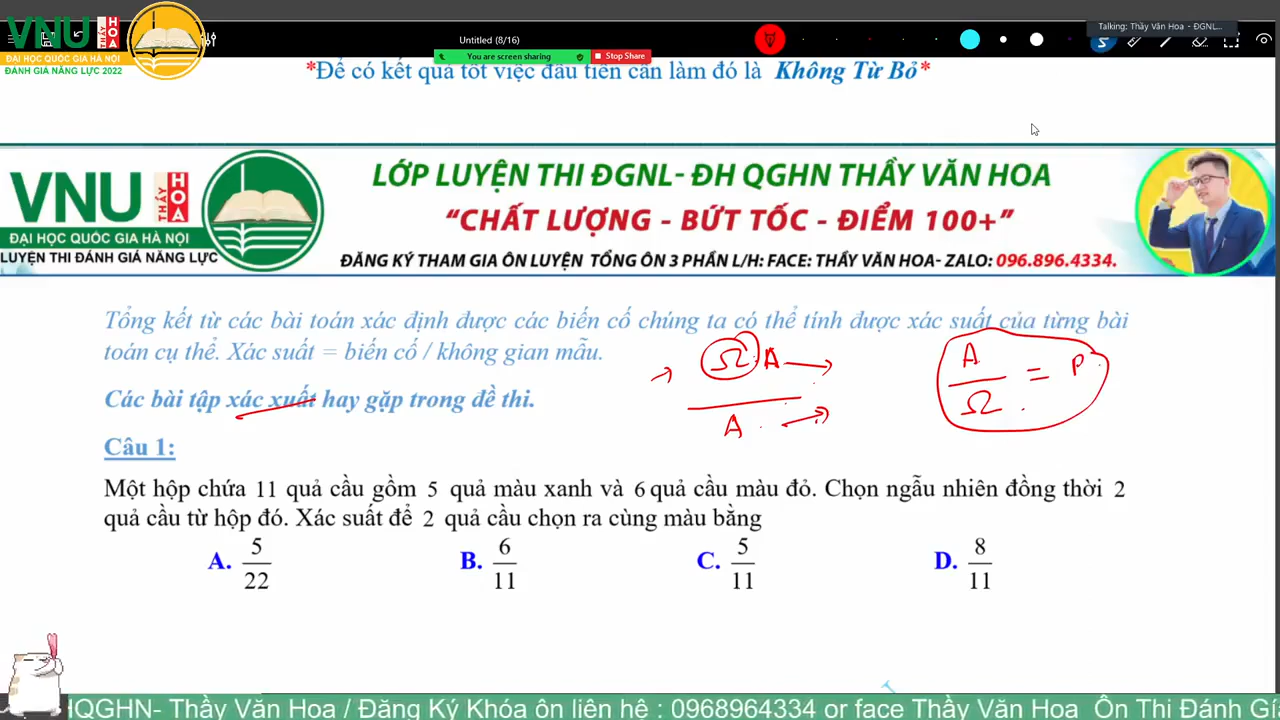 VNU THẦY HOA
ĐẠI HỌC QUỐC GIA HÀ NỘI
ĐÁNH GIÁ NĂNG LỰC 2022
Untitled (8/16)
Talking: Thầy Văn Hoa - ĐGNL...
You are screen sharing
Stop Share
*Để có kết quả tốt việc đầu tiên cần làm đó là Không Từ Bỏ*
VNU THẦY HOA
ĐẠI HỌC QUỐC GIA HÀ NỘI
LUYỆN THI ĐÁNH GIÁ NĂNG LỰC
LỚP LUYỆN THI ĐGNL- ĐH QGHN THẦY VĂN HOA
“CHẤT LƯỢNG - BỨT TỐC - ĐIỂM 100+”
ĐĂNG KÝ THAM GIA ÔN LUYỆN TỔNG ÔN 3 PHẦN L/H: FACE: THẦY VĂN HOA- ZALO: 096.896.4334.
Tổng kết từ các bài toán xác định được các biến cố chúng ta có thể tính được xác suất của từng bài
toán cụ thể. Xác suất = biến cố / không gian mẫu.
Ω A
A
A/Ω = P
Các bài tập xác xuất hay gặp trong đề thi.
Câu 1:
Một hộp chứa 11 quả cầu gồm 5 quả màu xanh và 6 quả cầu màu đỏ. Chọn ngẫu nhiên đồng thời 2
quả cầu từ hộp đó. Xác suất để 2 quả cầu chọn ra cùng màu bằng
A. 5/22 B. 6/11 C. 5/11 D. 8/11
HQGHN- Thầy Văn Hoa / Đăng Ký Khóa ôn liên hệ : 0968964334 or face Thầy Văn Hoa Ôn Thi Đánh Gi